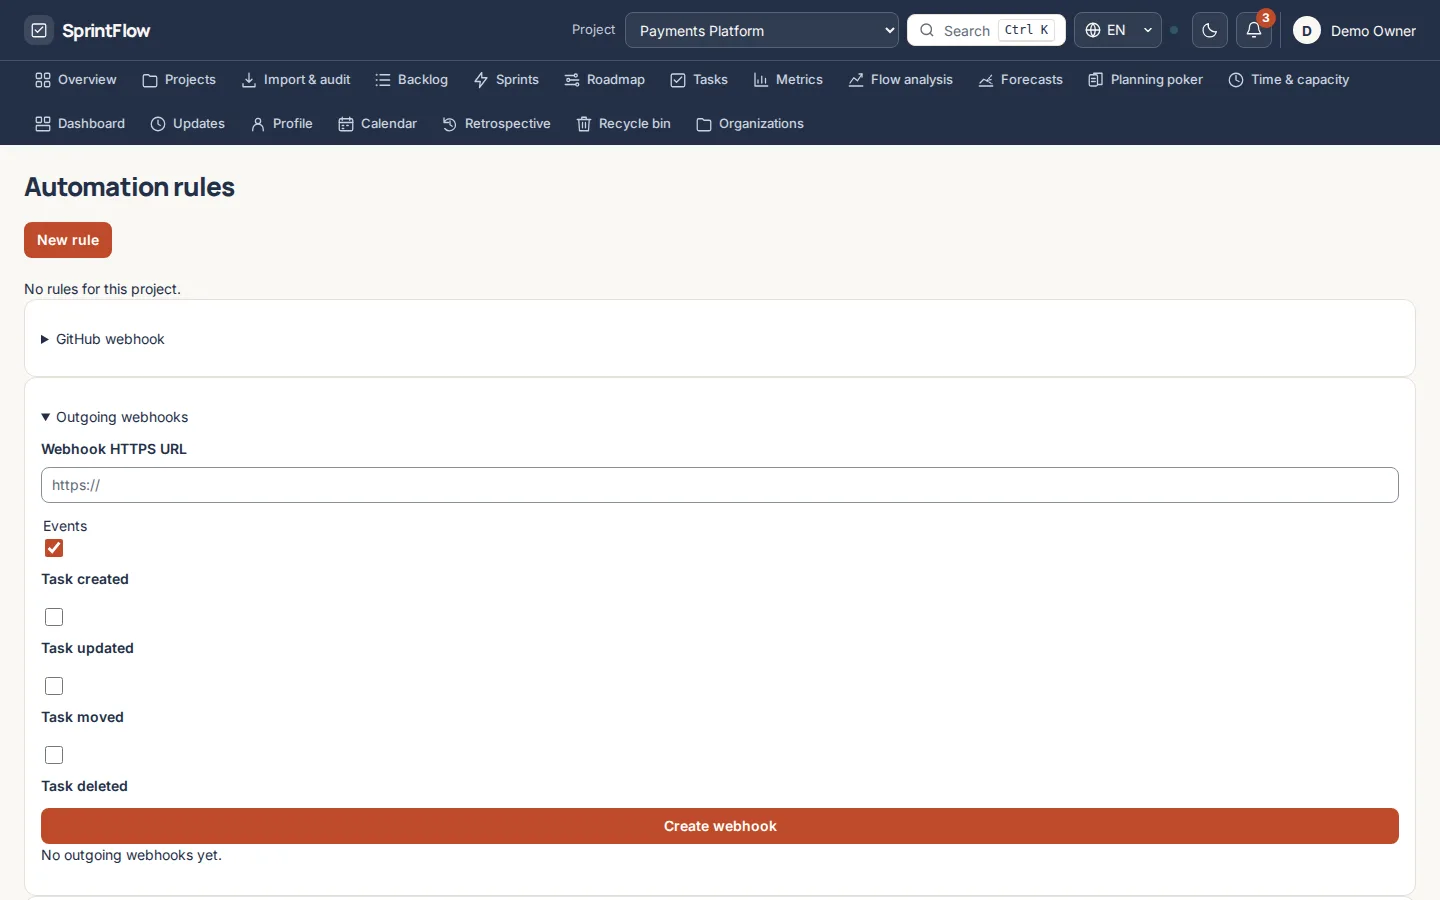 SprintFlow
Project Payments Platform Search Ctrl K EN 3 D Demo Owner
Overview Projects Import & audit Backlog Sprints Roadmap Tasks Metrics Flow analysis Forecasts Planning poker Time & capacity
Dashboard Updates Profile Calendar Retrospective Recycle bin Organizations
Automation rules
New rule
No rules for this project.
GitHub webhook
Outgoing webhooks
Webhook HTTPS URL
https://
Events
Task created
Task updated
Task moved
Task deleted
Create webhook
No outgoing webhooks yet.